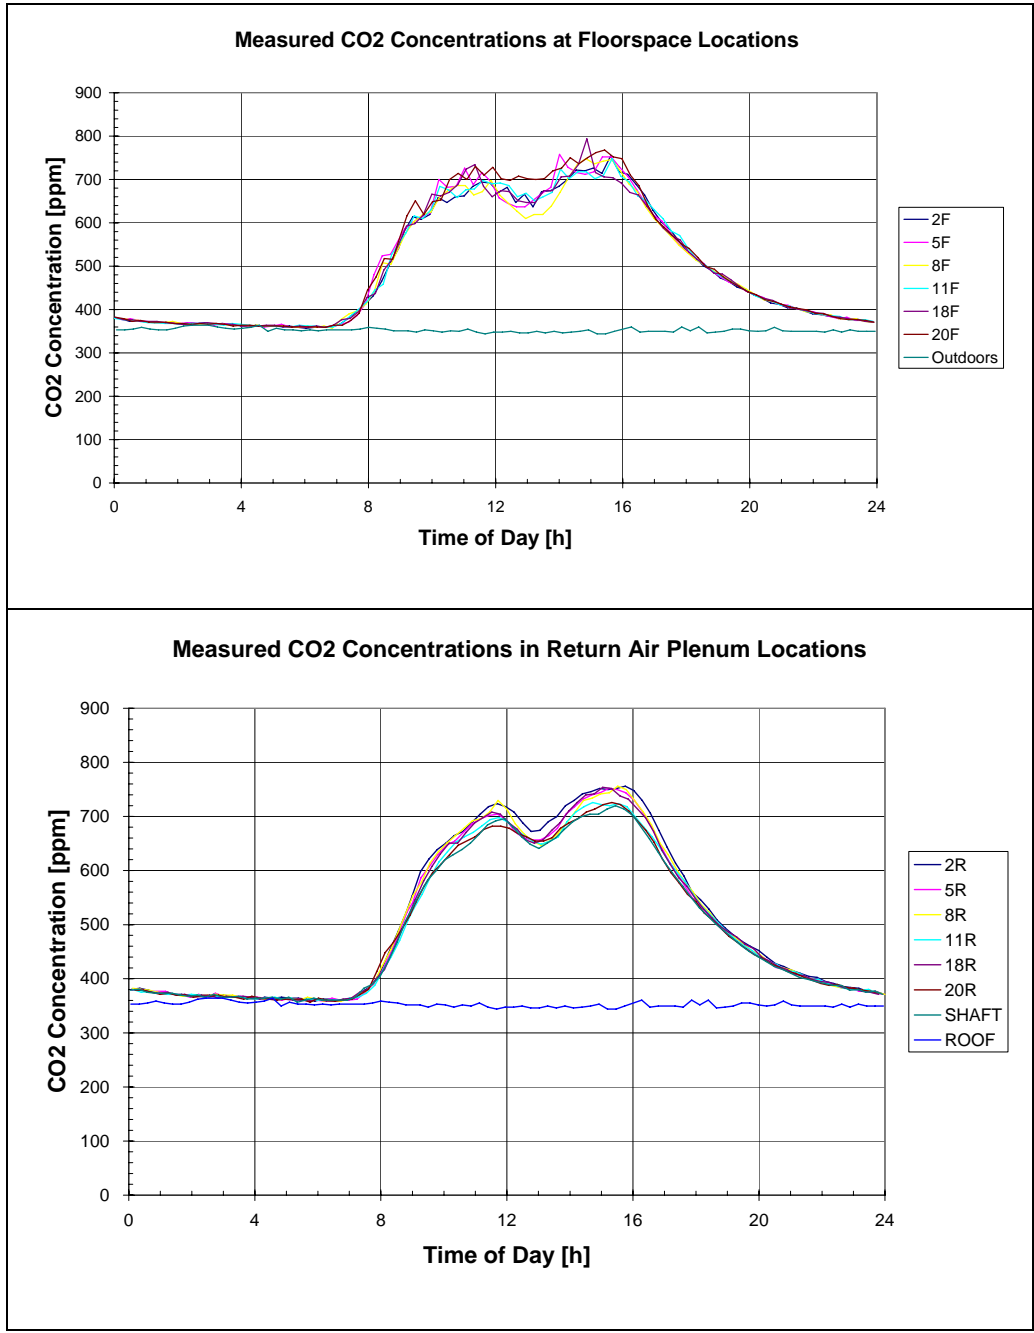 Measured CO2 Concentrations at Floorspace Locations
CO2 Concentration [ppm]
900
800
700
600
500
400
300
200
100
0
0 4 8 12 16 20 24
Time of Day [h]
2F
5F
8F
11F
18F
20F
Outdoors
Measured CO2 Concentrations in Return Air Plenum Locations
CO2 Concentration [ppm]
900
800
700
600
500
400
300
200
100
0
0 4 8 12 16 20 24
Time of Day [h]
2R
5R
8R
11R
18R
20R
SHAFT
ROOF